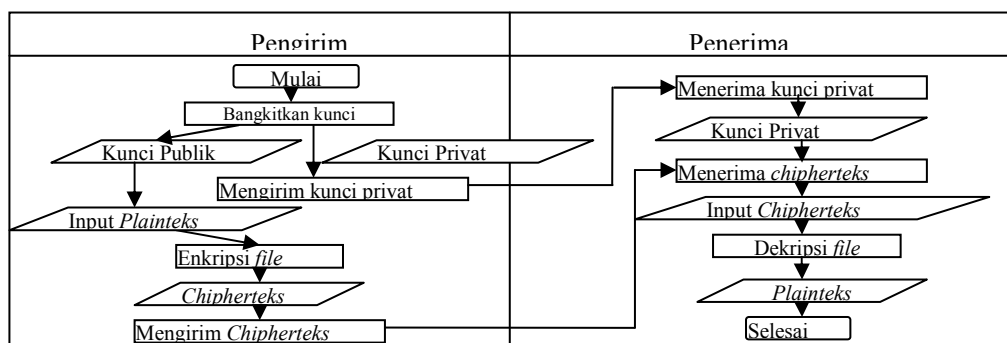 Pengirim
Penerima
Mulai
Bangkitkan kunci
Kunci Publik
Kunci Privat
Mengirim kunci privat
Input Plainteks
Enkripsi file
Chipherteks
Mengirim Chipherteks
Menerima kunci privat
Kunci Privat
Menerima chipherteks
Input Chipherteks
Dekripsi file
Plainteks
Selesai